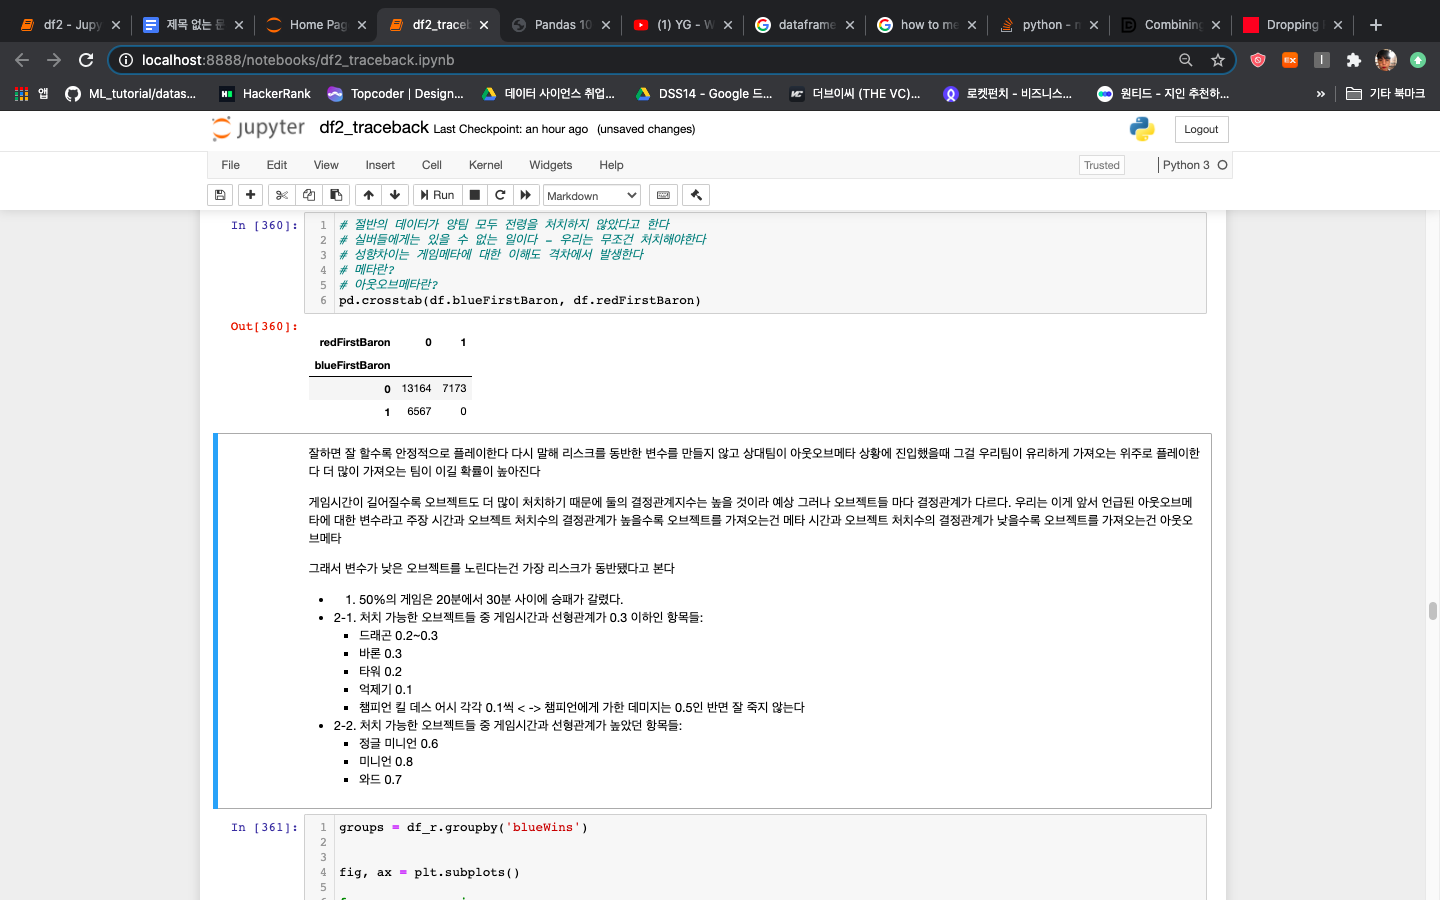 df2 - Jupy
제목 없는 문
Home Pag
df2_traceb
Pandas 10
(1) YG - W
dataframe
how to me
python - n
Combining
Dropping
localhost:8888/notebooks/df2_traceback.ipynb
앱
ML_tutorial/datas...
HackerRank
Topcoder | Design...
데이터 사이언스 취업...
DSS14 - Google 드...
더브이씨 (THE VC)...
로켓펀치 - 비즈니스...
원티드 - 지인 추천하...
»
기타 북마크
jupyter df2_traceback Last Checkpoint: an hour ago (unsaved changes)
Logout
File Edit View Insert Cell Kernel Widgets Help
Trusted
Python 3
Run
Markdown
In [360]:
1 # 절반의 데이터가 양팀 모두 전령을 처치하지 않았다고 한다
2 # 실버들에게는 있을 수 없는 일이다 - 우리는 무조건 처치해야한다
3 # 성향차이는 게임메타에 대한 이해도 격차에서 발생한다
4 # 메타란?
5 # 아웃오브메타란?
6 pd.crosstab(df.blueFirstBaron, df.redFirstBaron)
Out[360]:
redFirstBaron 0 1
blueFirstBaron
0 13164 7173
1 6567 0
잘하면 잘 할수록 안정적으로 플레이한다 다시 말해 리스크를 동반한 변수를 만들지 않고 상대팀이 아웃오브메타 상황에 진입했을때 그걸 우리팀이 유리하게 가져오는 위주로 플레이한
다 더 많이 가져오는 팀이 이길 확률이 높아진다
게임시간이 길어질수록 오브젝트도 더 많이 처치하기 때문에 둘의 결정관계지수는 높을 것이라 예상 그러나 오브젝트들 마다 결정관계가 다르다. 우리는 이게 앞서 언급된 아웃오브메
타에 대한 변수라고 주장 시간과 오브젝트 처치수의 결정관계가 높을수록 오브젝트를 가져오는건 메타 시간과 오브젝트 처치수의 결정관계가 낮을수록 오브젝트를 가져오는건 아웃오
브메타
그래서 변수가 낮은 오브젝트를 노린다는건 가장 리스크가 동반됐다고 본다
• 1. 50%의 게임은 20분에서 30분 사이에 승패가 갈렸다.
• 2-1. 처치 가능한 오브젝트들 중 게임시간과 선형관계가 0.3 이하인 항목들:
▪ 드래곤 0.2~0.3
▪ 바론 0.3
▪ 타워 0.2
▪ 억제기 0.1
▪ 챔피언 킬 데스 어시 각각 0.1씩 < -> 챔피언에게 가한 데미지는 0.5인 반면 잘 죽지 않는다
• 2-2. 처치 가능한 오브젝트들 중 게임시간과 선형관계가 높았던 항목들:
▪ 정글 미니언 0.6
▪ 미니언 0.8
▪ 와드 0.7
In [361]:
1 groups = df_r.groupby('blueWins')
2
3
4 fig, ax = plt.subplots()
5